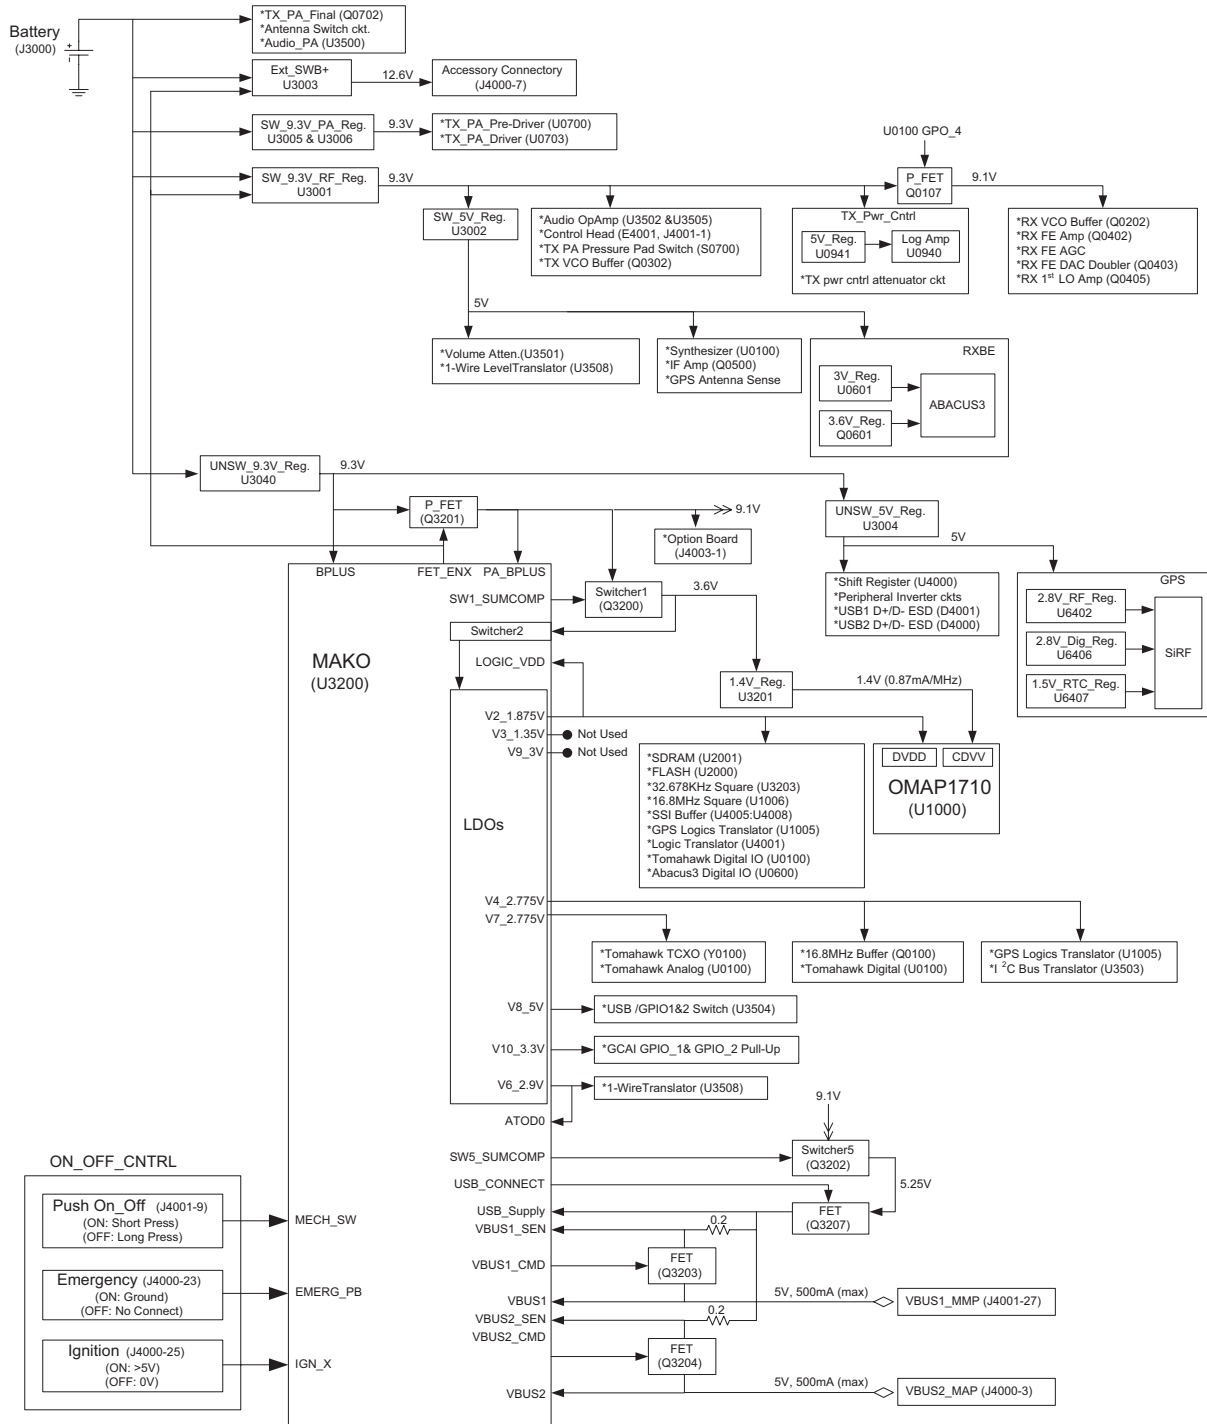 Battery
(J3000)
+
-
*TX_PA_Final (Q0702)
*Antenna Switch ckt.
*Audio_PA (U3500)
Ext_SWB+
U3003
12.6V
Accessory Connectory
(J4000-7)
SW_9.3V_PA_Reg.
U3005 & U3006
9.3V
*TX_PA_Pre-Driver (U0700)
*TX_PA_Driver (U0703)
U0100 GPO_4
SW_9.3V_RF_Reg.
U3001
9.3V
P_FET
Q0107
9.1V
SW_5V_Reg.
U3002
*Audio OpAmp (U3502 &U3505)
*Control Head (E4001, J4001-1)
*TX PA Pressure Pad Switch (S0700)
*TX VCO Buffer (Q0302)
TX_Pwr_Cntrl
5V_Reg.
U0941
Log Amp
U0940
*TX pwr cntrl attenuator ckt
*RX VCO Buffer (Q0202)
*RX FE Amp (Q0402)
*RX FE AGC
*RX FE DAC Doubler (Q0403)
*RX 1st LO Amp (Q0405)
5V
*Volume Atten.(U3501)
*1-Wire LevelTranslator (U3508)
*Synthesizer (U0100)
*IF Amp (Q0500)
*GPS Antenna Sense
RXBE
3V_Reg.
U0601
3.6V_Reg.
Q0601
ABACUS3
UNSW_9.3V_Reg.
U3040
9.3V
P_FET
(Q3201)
9.1V
*Option Board
(J4003-1)
UNSW_5V_Reg.
U3004
5V
*Shift Register (U4000)
*Peripheral Inverter ckts
*USB1 D+/D- ESD (D4001)
*USB2 D+/D- ESD (D4000)
GPS
2.8V_RF_Reg.
U6402
2.8V_Dig_Reg.
U6406
1.5V_RTC_Reg.
U6407
SiRF
BPLUS
FET_ENX
PA_BPLUS
SW1_SUMCOMP
Switcher1
(Q3200)
3.6V
Switcher2
MAKO
(U3200)
LOGIC_VDD
1.4V_Reg.
U3201
1.4V (0.87mA/MHz)
V2_1.875V
V3_1.35V
Not Used
V9_3V
Not Used
LDOs
*SDRAM (U2001)
*FLASH (U2000)
*32.678KHz Square (U3203)
*16.8MHz Square (U1006)
*SSI Buffer (U4005:U4008)
*GPS Logics Translator (U1005)
*Logic Translator (U4001)
*Tomahawk Digital IO (U0100)
*Abacus3 Digital IO (U0600)
DVDD
CDVV
OMAP1710
(U1000)
V4_2.775V
V7_2.775V
*Tomahawk TCXO (Y0100)
*Tomahawk Analog (U0100)
*16.8MHz Buffer (Q0100)
*Tomahawk Digital (U0100)
*GPS Logics Translator (U1005)
*I 2C Bus Translator (U3503)
V8_5V
*USB /GPIO1&2 Switch (U3504)
V10_3.3V
*GCAI GPIO_1& GPIO_2 Pull-Up
V6_2.9V
*1-WireTranslator (U3508)
ATOD0
9.1V
SW5_SUMCOMP
Switcher5
(Q3202)
5.25V
USB_CONNECT
USB_Supply
FET
(Q3207)
VBUS1_SEN
0.2
VBUS1_CMD
FET
(Q3203)
VBUS1
5V, 500mA (max)
VBUS1_MMP (J4001-27)
VBUS2_SEN
0.2
VBUS2_CMD
FET
(Q3204)
VBUS2
5V, 500mA (max)
VBUS2_MAP (J4000-3)
ON_OFF_CNTRL
Push On_Off (J4001-9)
(ON: Short Press)
(OFF: Long Press)
MECH_SW
Emergency (J4000-23)
(ON: Ground)
(OFF: No Connect)
EMERG_PB
Ignition (J4000-25)
(ON: >5V)
(OFF: 0V)
IGN_X